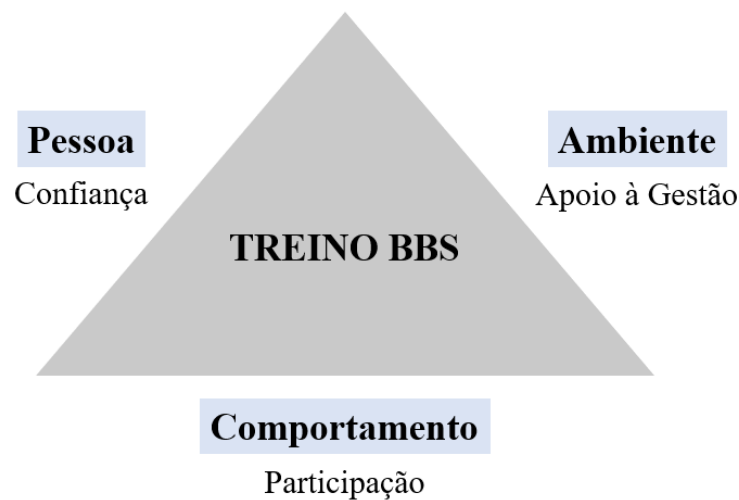 Pessoa
Confiança
Ambiente
Apoio à Gestão
TREINO BBS
Comportamento
Participação